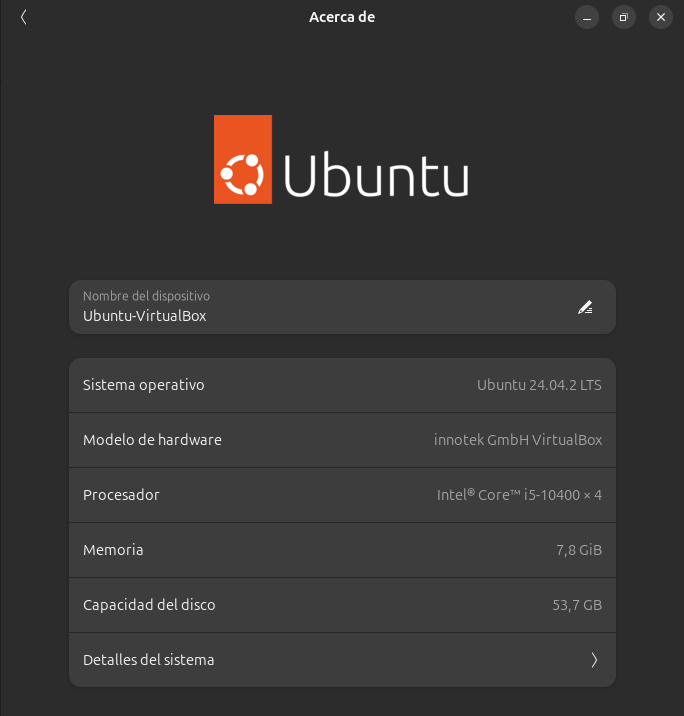 Acerca de
Ubuntu
Nombre del dispositivo
Ubuntu-VirtualBox
Sistema operativo Ubuntu 24.04.2 LTS
Modelo de hardware innotek GmbH VirtualBox
Procesador Intel® Core™ i5-10400 × 4
Memoria 7,8 GiB
Capacidad del disco 53,7 GB
Detalles del sistema